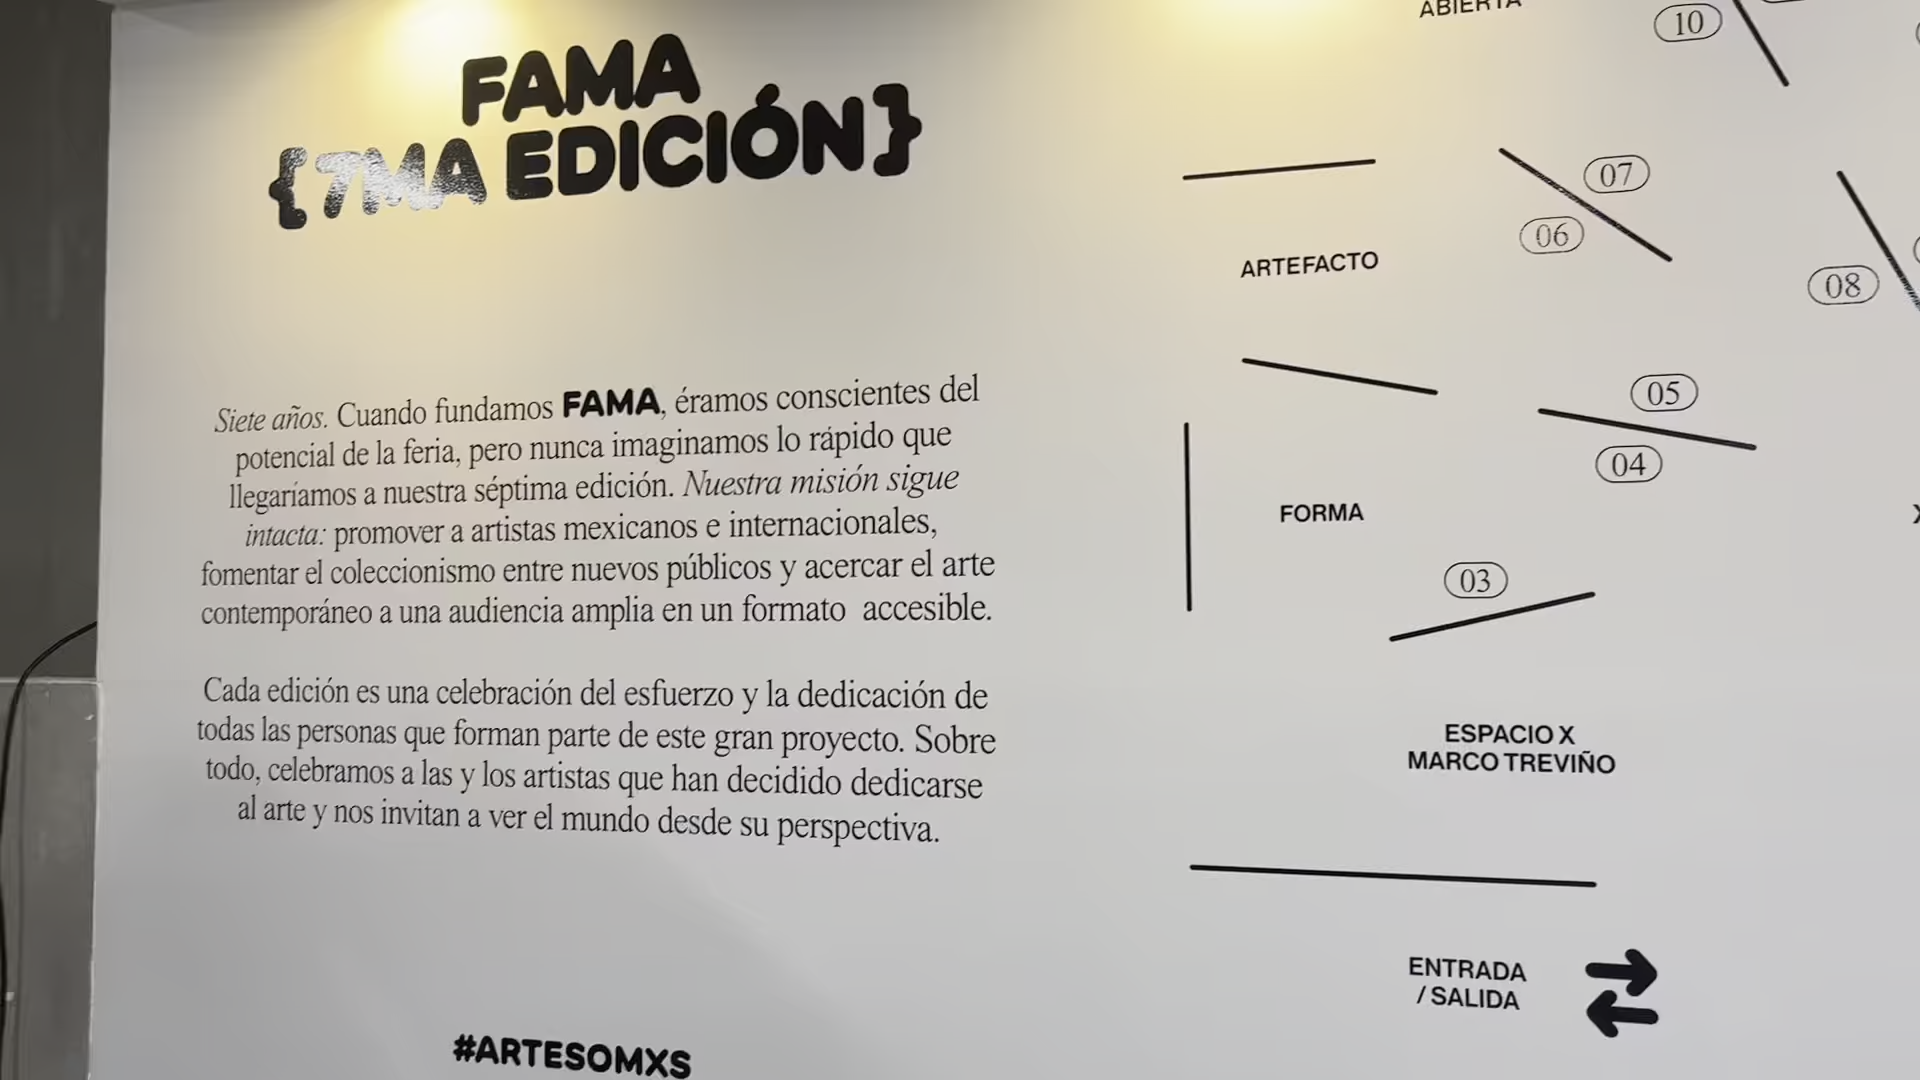 FAMA
{7MA EDICIÓN}
Siete años. Cuando fundamos FAMA, éramos conscientes del
potencial de la feria, pero nunca imaginamos lo rápido que
llegaríamos a nuestra séptima edición. Nuestra misión sigue
intacta: promover a artistas mexicanos e internacionales,
fomentar el coleccionismo entre nuevos públicos y acercar el arte
contemporáneo a una audiencia amplia en un formato accesible.
Cada edición es una celebración del esfuerzo y la dedicación de
todas las personas que forman parte de este gran proyecto. Sobre
todo, celebramos a las y los artistas que han decidido dedicarse
al arte y nos invitan a ver el mundo desde su perspectiva.
#ARTESOMXS
ABIERTA
10
07
06
ARTEFACTO
08
05
04
FORMA
03
ESPACIO X
MARCO TREVIÑO
ENTRADA
/ SALIDA